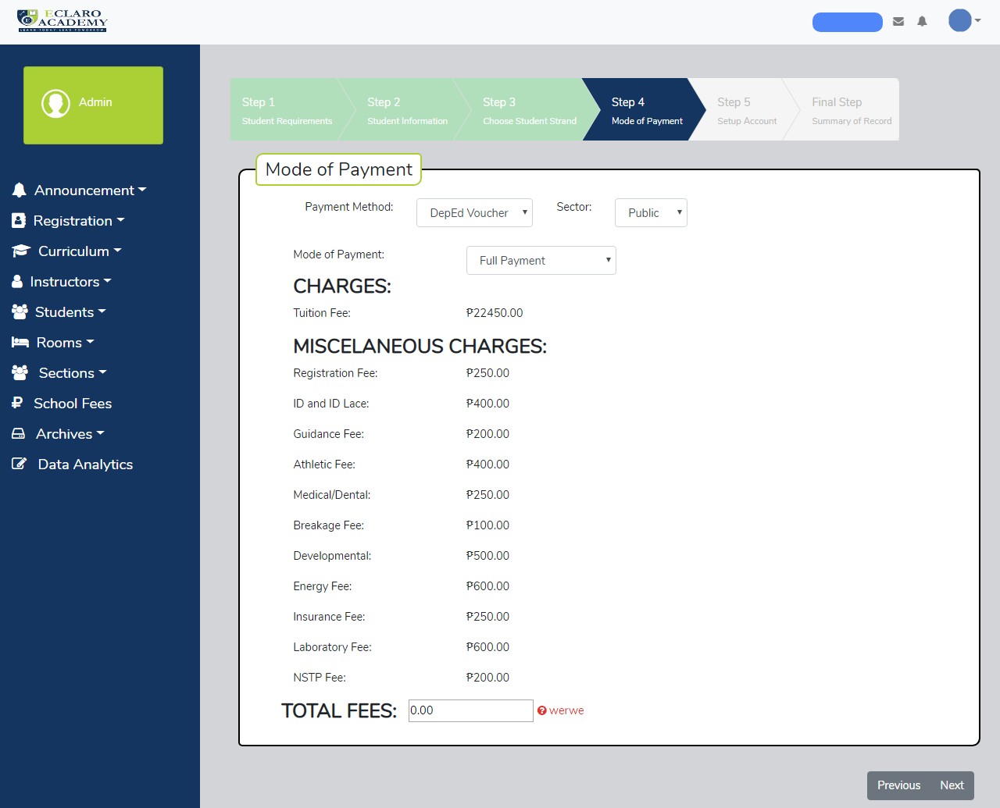 ECLARO
ACADEMY
LEARN TODAY LEAD TOMORROW
Admin
Announcement
Registration
Curriculum
Instructors
Students
Rooms
Sections
School Fees
Archives
Data Analytics
Step 1
Student Requirements
Step 2
Student Information
Step 3
Choose Student Strand
Step 4
Mode of Payment
Step 5
Setup Account
Final Step
Summary of Record
Mode of Payment
Payment Method: DepEd Voucher Sector: Public
Mode of Payment: Full Payment
CHARGES:
Tuition Fee: ₱22450.00
MISCELANEOUS CHARGES:
Registration Fee: ₱250.00
ID and ID Lace: ₱400.00
Guidance Fee: ₱200.00
Athletic Fee: ₱400.00
Medical/Dental: ₱250.00
Breakage Fee: ₱100.00
Developmental: ₱500.00
Energy Fee: ₱600.00
Insurance Fee: ₱250.00
Laboratory Fee: ₱600.00
NSTP Fee: ₱200.00
TOTAL FEES: 0.00 werwe
Previous Next